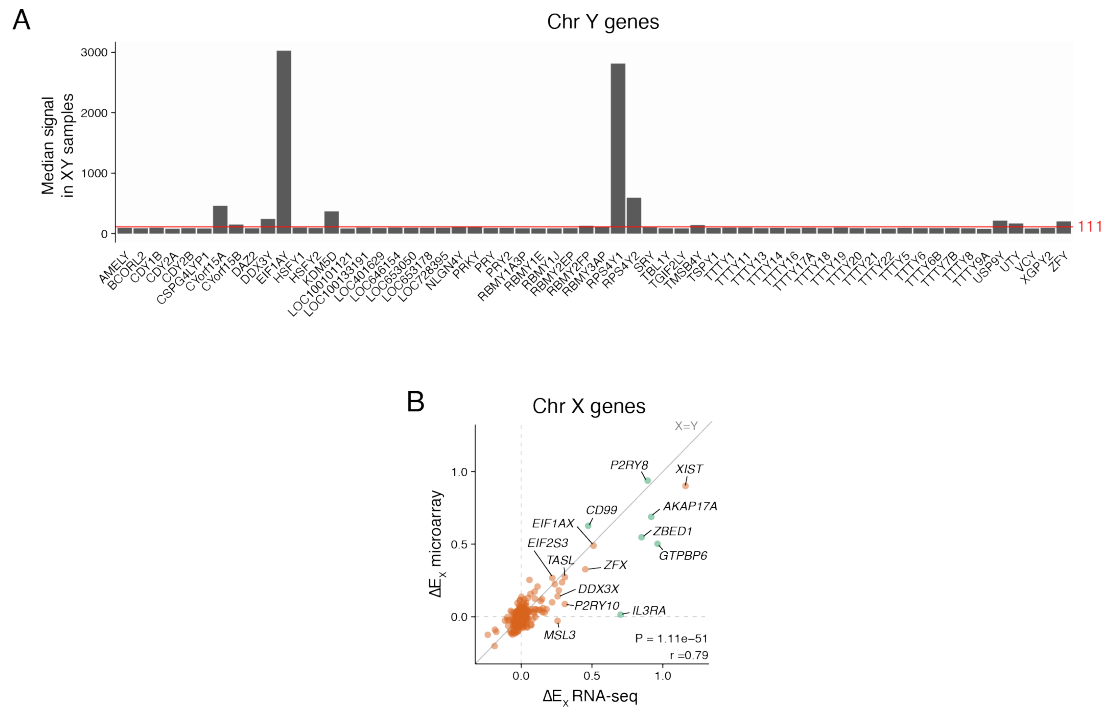 A
Chr Y genes
Median signal
in XY samples
3000
2000
1000
0
111
AMELY
BCORL2
CDY1B
CDY2A
CDY2B
CSPG4LYP1
CYorf15A
CYorf15B
DAZ2
DDX3Y
EIF1AY
HSFY1
HSFY2
KDM5D
LOC100101121
LOC100133191
LOC401629
LOC646154
LOC653050
LOC653178
LOC728395
NLGN4Y
PRKY
PRY
PRY2
RBMY1A3P
RBMY1E
RBMY1J
RBMY2EP
RBMY2FP
RBMY3AP
RPS4Y1
RPS4Y2
SRY
TBL1Y
TGIF2LY
TMSB4Y
TSPY1
TTTY1
TTTY11
TTTY13
TTTY14
TTTY16
TTTY17A
TTTY18
TTTY19
TTTY20
TTTY21
TTTY22
TTTY5
TTTY6
TTTY6B
TTTY7B
TTTY8
TTTY9A
USP9Y
UTY
VCY
XGPY2
ZFY
B
Chr X genes
X=Y
P2RY8
XIST
CD99
AKAP17A
EIF1AX
ZBED1
EIF2S3
GTPBP6
TASL
ZFX
DDX3X
P2RY10
IL3RA
MSL3
P = 1.11e−51
r =0.79
1.0
0.5
0.0
ΔEx microarray
0.0
0.5
1.0
ΔEx RNA-seq